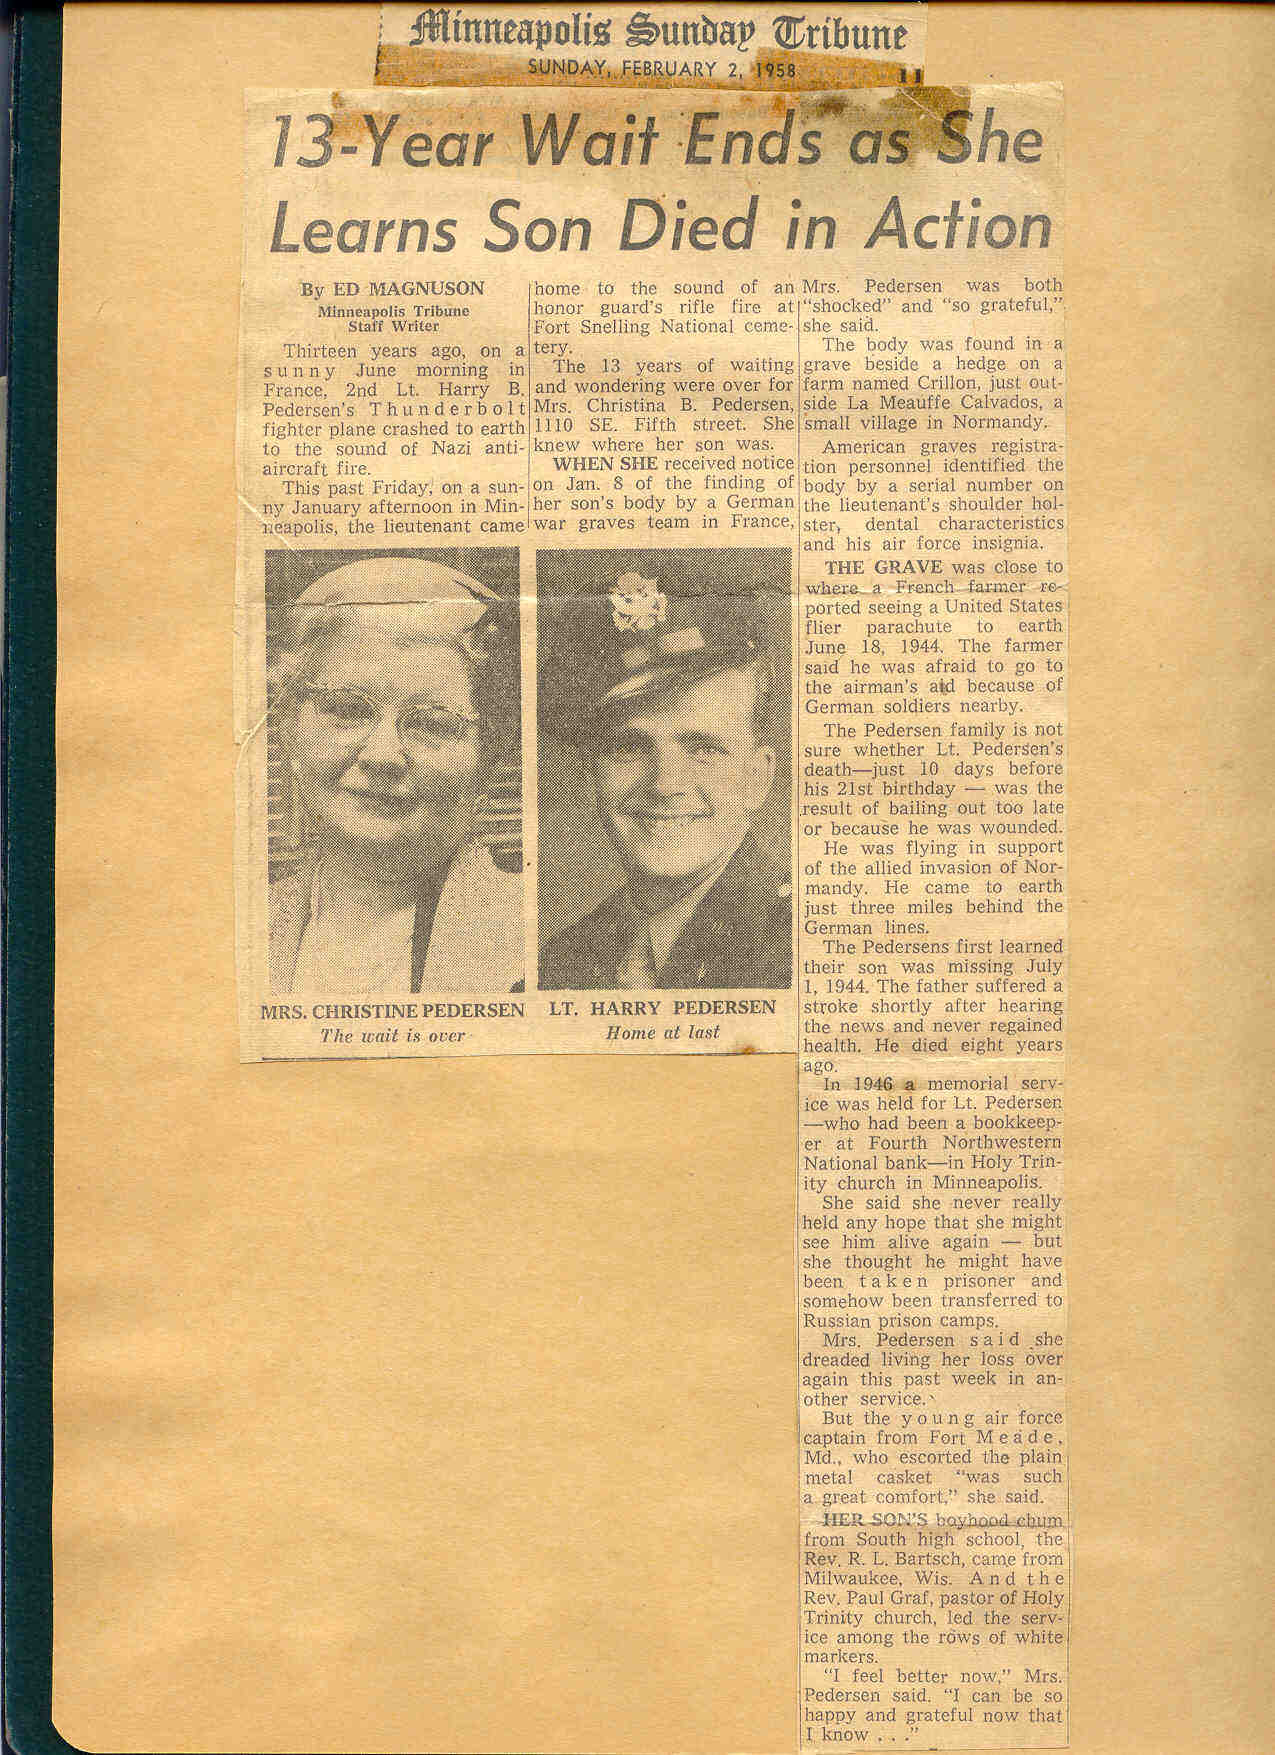 Minneapolis Sunday Tribune
SUNDAY, FEBRUARY 2, 1958
11
13-Year Wait Ends as She
Learns Son Died in Action
By ED MAGNUSON
Minneapolis Tribune
Staff Writer
Thirteen years ago, on a
sunny June morning in
France, 2nd Lt. Harry B.
Pedersen's Thunderbolt
fighter plane crashed to earth
to the sound of Nazi anti-
aircraft fire.
This past Friday, on a sun-
ny January afternoon in Min-
neapolis, the lieutenant came
home to the sound of an
honor guard's rifle fire at
Fort Snelling National ceme-
tery.
The 13 years of waiting
and wondering were over for
Mrs. Christina B. Pedersen,
1110 SE. Fifth street. She
knew where her son was.
WHEN SHE received notice
on Jan. 8 of the finding of
her son's body by a German
war graves team in France,
Mrs. Pedersen was both
"shocked" and "so grateful,"
she said.
The body was found in a
grave beside a hedge on a
farm named Crillon, just out-
side La Meauffe Calvados, a
small village in Normandy.
American graves registra-
tion personnel identified the
body by a serial number on
the lieutenant's shoulder hol-
ster, dental characteristics
and his air force insignia.
THE GRAVE was close to
where a French farmer re-
ported seeing a United States
flier parachute to earth
June 18, 1944. The farmer
said he was afraid to go to
the airman's aid because of
German soldiers nearby.
The Pedersen family is not
sure whether Lt. Pedersen's
death—just 10 days before
his 21st birthday — was the
result of bailing out too late
or because he was wounded.
He was flying in support
of the allied invasion of Nor-
mandy. He came to earth
just three miles behind the
German lines.
The Pedersens first learned
their son was missing July
1, 1944. The father suffered a
stroke shortly after hearing
the news and never regained
health. He died eight years
ago.
In 1946 a memorial serv-
ice was held for Lt. Pedersen
—who had been a bookkeep-
er at Fourth Northwestern
National bank—in Holy Trin-
ity church in Minneapolis.
She said she never really
held any hope that she might
see him alive again — but
she thought he might have
been taken prisoner and
somehow been transferred to
Russian prison camps.
Mrs. Pedersen said she
dreaded living her loss over
again this past week in an-
other service.
But the young air force
captain from Fort Meade,
Md., who escorted the plain
metal casket "was such
a great comfort," she said.
HER SON'S boyhood chum
from South high school, the
Rev. R. L. Bartsch, came from
Milwaukee, Wis. And the
Rev. Paul Graf, pastor of Holy
Trinity church, led the serv-
ice among the rows of white
markers.
"I feel better now," Mrs.
Pedersen said. "I can be so
happy and grateful now that
I know . . ."
MRS. CHRISTINE PEDERSEN
The wait is over
LT. HARRY PEDERSEN
Home at last